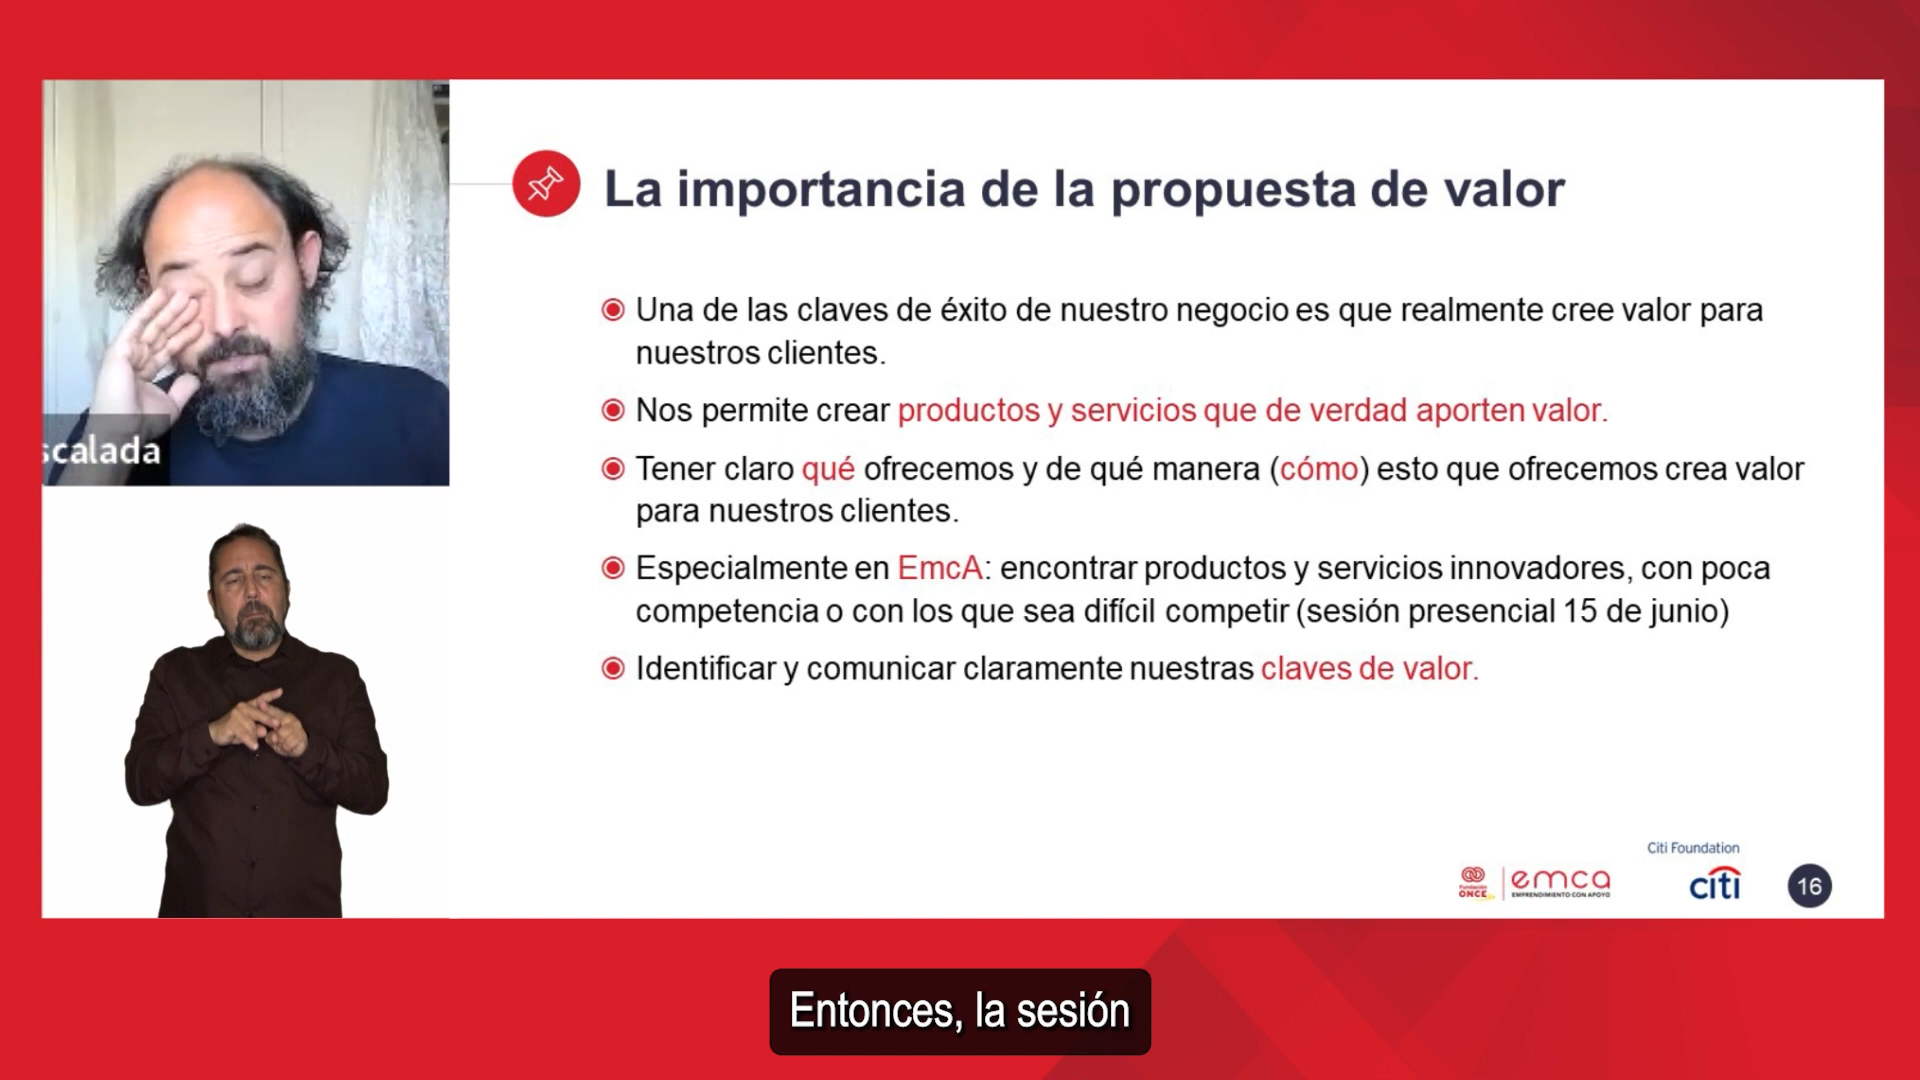 La importancia de la propuesta de valor
Una de las claves de éxito de nuestro negocio es que realmente cree valor para
nuestros clientes.
Nos permite crear productos y servicios que de verdad aporten valor.
Tener claro qué ofrecemos y de qué manera (cómo) esto que ofrecemos crea valor
para nuestros clientes.
Especialmente en EmcA: encontrar productos y servicios innovadores, con poca
competencia o con los que sea difícil competir (sesión presencial 15 de junio)
Identificar y comunicar claramente nuestras claves de valor.
scalada
Citi Foundation
citi
Fundación
ONCE
emca
EMPRENDIMIENTO CON APOYO
16
Entonces, la sesión